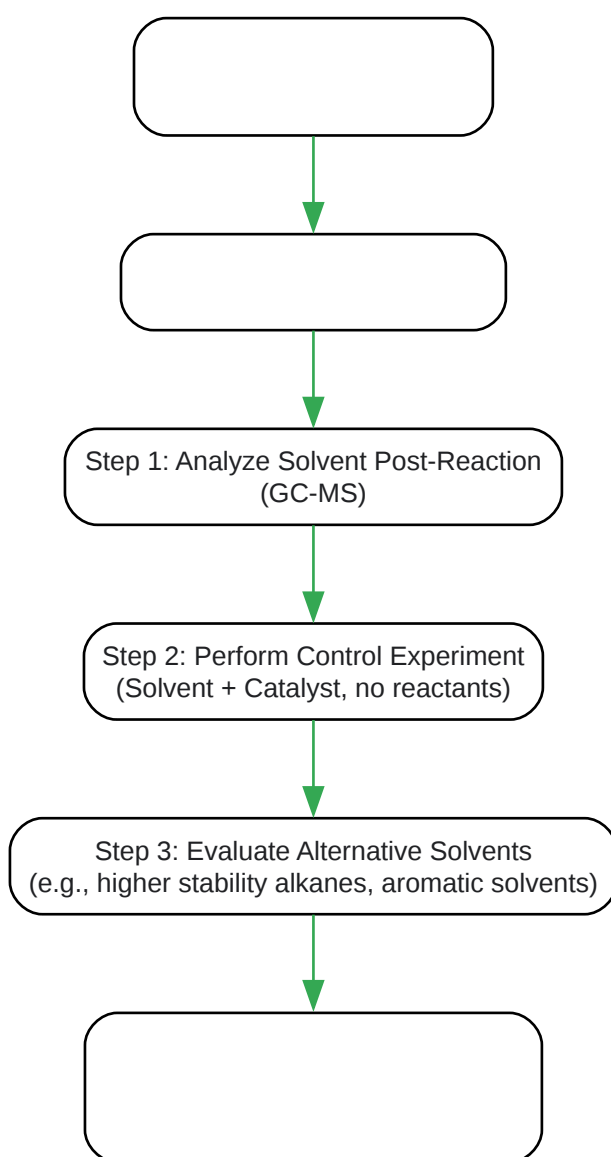 Step 1: Analyze Solvent Post-Reaction
(GC-MS)
Step 2: Perform Control Experiment
(Solvent + Catalyst, no reactants)
Step 3: Evaluate Alternative Solvents
(e.g., higher stability alkanes, aromatic solvents)